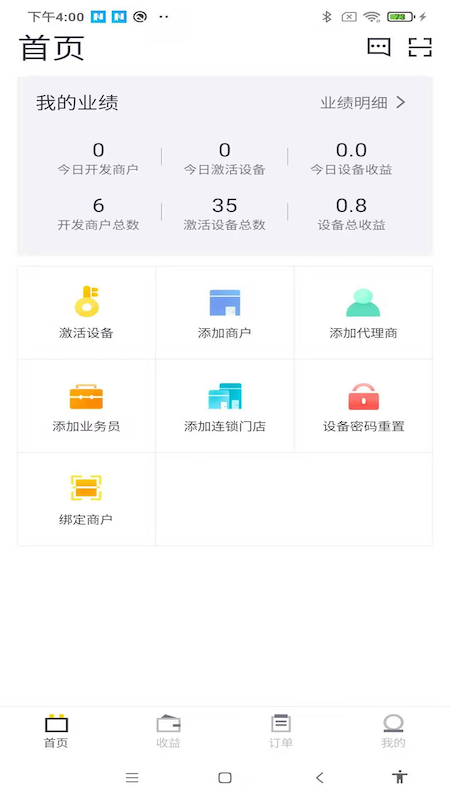 下午4:00
73
首页
我的业绩
业绩明细
0 0 0.0
今日开发商户 今日激活设备 今日设备收益
6 35 0.8
开发商户总数 激活设备总数 设备总收益
激活设备 添加商户 添加代理商
添加业务员 添加连锁门店 设备密码重置
绑定商户
首页 收益 订单 我的